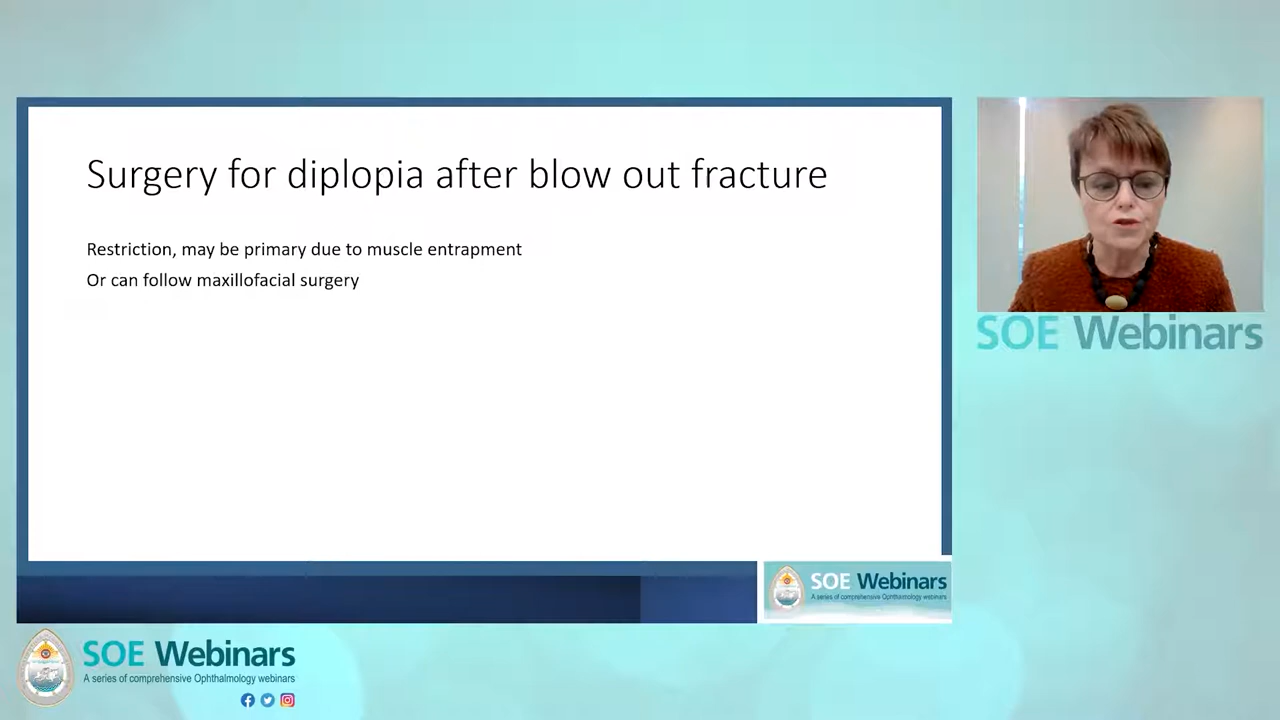 Surgery for diplopia after blow out fracture
Restriction, may be primary due to muscle entrapment
Or can follow maxillofacial surgery
SOE Webinars
SOE Webinars
A series of comprehensive Ophthalmology webinars
SOE Webinars
A series of comprehensive Ophthalmology webinars